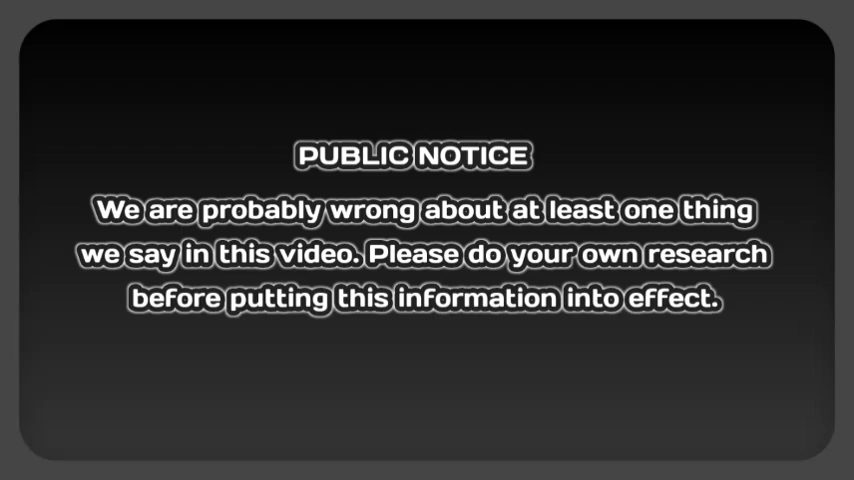 PUBLIC NOTICE
We are probably wrong about at least one thing
we say in this video. Please do your own research
before putting this information into effect.